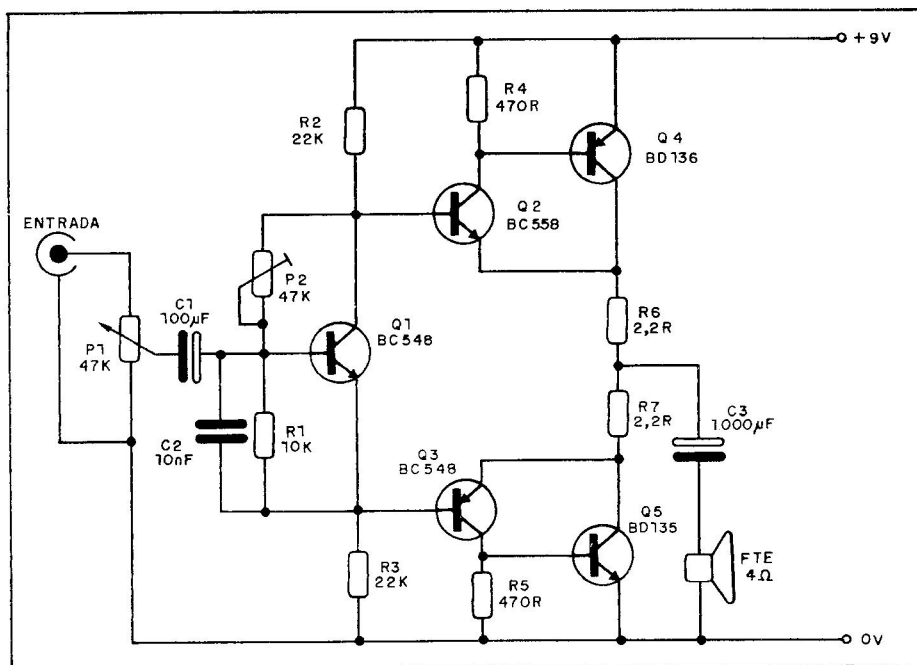 +9V
R4
470R
R2
22K
Q4
BD136
Q2
BC558
ENTRADA
P2
47K
C1
100µF
Q1
BC548
R6
2,2R
P1
47K
R7
2,2R
C3
1000µF
C2
10nF
R1
10K
Q3
BC548
Q5
BD135
FTE
4Ω
R3
22K
R5
470R
0V